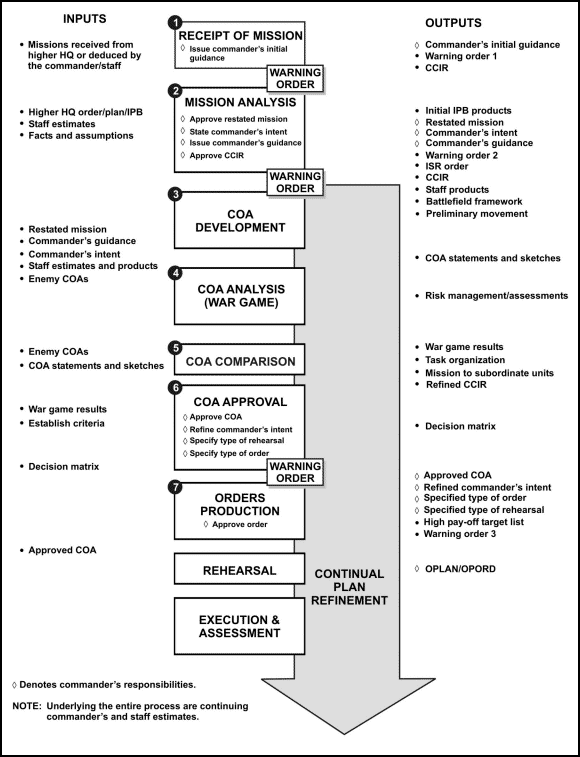 INPUTS
• Missions received from
higher HQ or deduced by
the commander/staff
• Higher HQ order/plan/IPB
• Staff estimates
• Facts and assumptions
• Restated mission
• Commander's guidance
• Commander's intent
• Staff estimates and products
• Enemy COAs
• Enemy COAs
• COA statements and sketches
• War game results
• Establish criteria
• Decision matrix
• Approved COA
1
RECEIPT OF MISSION
◊ Issue commander's initial
guidance
WARNING
ORDER
2
MISSION ANALYSIS
◊ Approve restated mission
◊ State commander's intent
◊ Issue commander's guidance
◊ Approve CCIR
WARNING
ORDER
3
COA
DEVELOPMENT
4
COA ANALYSIS
(WAR GAME)
5
COA COMPARISON
6
COA APPROVAL
◊ Approve COA
◊ Refine commander's intent
◊ Specify type of rehearsal
◊ Specify type of order
WARNING
ORDER
7
ORDERS
PRODUCTION
◊ Approve order
REHEARSAL
EXECUTION &
ASSESSMENT
CONTINUAL
PLAN
REFINEMENT
OUTPUTS
◊ Commander's initial guidance
• Warning order 1
• CCIR
• Initial IPB products
◊ Restated mission
◊ Commander's intent
◊ Commander's guidance
• Warning order 2
• ISR order
• CCIR
• Staff products
• Battlefield framework
• Preliminary movement
• COA statements and sketches
• Risk management/assessments
• War game results
• Task organization
• Mission to subordinate units
• Refined CCIR
• Decision matrix
◊ Approved COA
◊ Refined commander's intent
◊ Specified type of order
◊ Specified type of rehearsal
• High pay-off target list
• Warning order 3
◊ OPLAN/OPORD
◊ Denotes commander's responsibilities.
NOTE: Underlying the entire process are continuing
commander's and staff estimates.